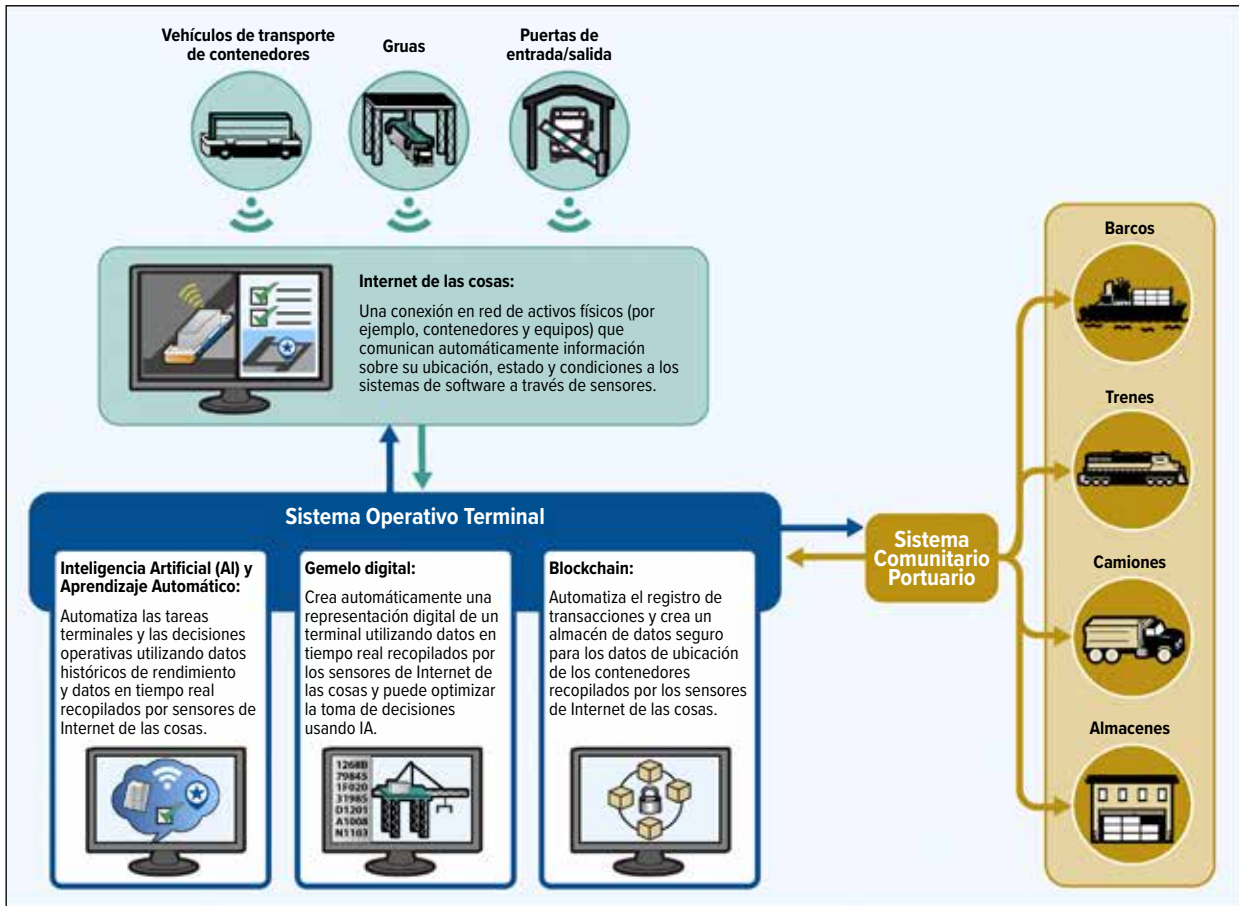 Vehículos de transporte
de contenedores
Gruas
Puertas de
entrada/salida
Internet de las cosas:
Una conexión en red de activos físicos (por
ejemplo, contenedores y equipos) que
comunican automáticamente información
sobre su ubicación, estado y condiciones a los
sistemas de software a través de sensores.
Sistema Operativo Terminal
Inteligencia Artificial (AI) y
Aprendizaje Automático:
Automatiza las tareas
terminales y las decisiones
operativas utilizando datos
históricos de rendimiento
y datos en tiempo real
recopilados por sensores de
Internet de las cosas.
Gemelo digital:
Crea automáticamente una
representación digital de un
terminal utilizando datos en
tiempo real recopilados por
los sensores de Internet de
las cosas y puede optimizar
la toma de decisiones
usando IA.
1268B
79845
1F020
31985
D1201
A1008
N1103
Blockchain:
Automatiza el registro de
transacciones y crea un
almacén de datos seguro
para los datos de ubicación
de los contenedores
recopilados por los sensores
de Internet de las cosas.
Sistema
Comunitario
Portuario
Barcos
Trenes
Camiones
Almacenes